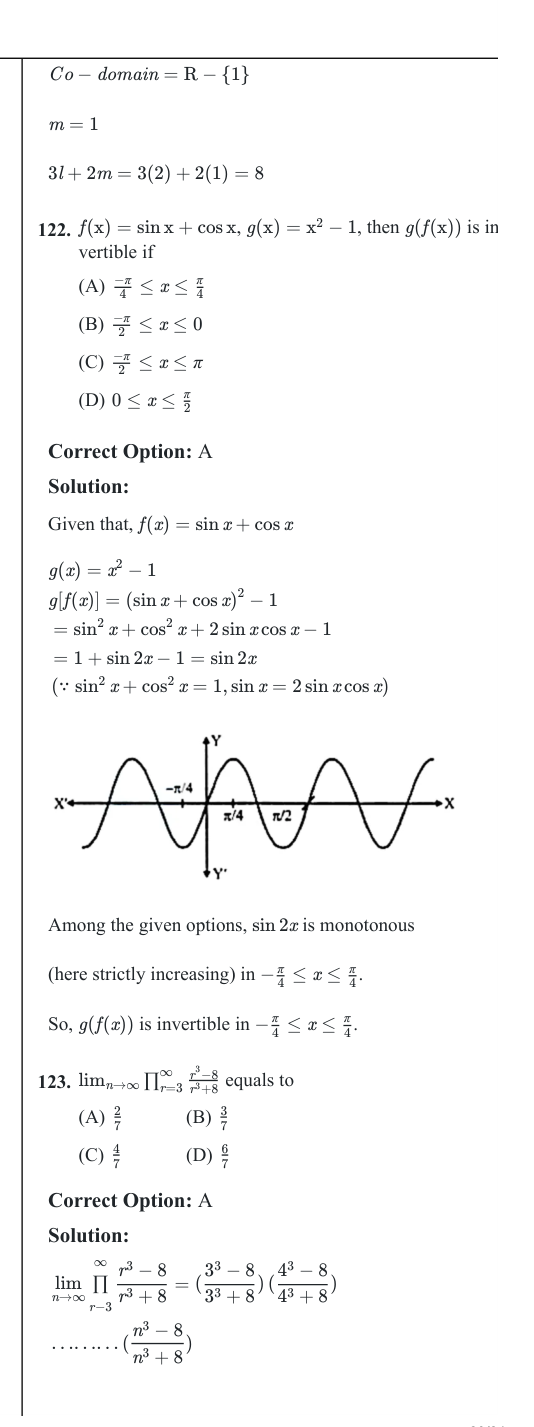 Co − domain = R − {1}
m = 1
3l + 2m = 3(2) + 2(1) = 8
122. f(x) = sin x + cos x, g(x) = x² − 1, then g(f(x)) is in
vertible if
(A) −π/4 ≤ x ≤ π/4
(B) −π/2 ≤ x ≤ 0
(C) −π/2 ≤ x ≤ π
(D) 0 ≤ x ≤ π/2
Correct Option: A
Solution:
Given that, f(x) = sin x + cos x
g(x) = x² − 1
g[f(x)] = (sin x + cos x)² − 1
= sin² x + cos² x + 2 sin x cos x − 1
= 1 + sin 2x − 1 = sin 2x
(∵ sin² x + cos² x = 1, sin x = 2 sin x cos x)
Y
−π/4
X' X
π/4 π/2
Y'
Among the given options, sin 2x is monotonous
(here strictly increasing) in −π/4 ≤ x ≤ π/4.
So, g(f(x)) is invertible in −π/4 ≤ x ≤ π/4.
123. lim n→∞ ∏ r=3 ∞ r³−8/r³+8 equals to
(A) 2/7 (B) 3/7
(C) 4/7 (D) 6/7
Correct Option: A
Solution:
lim n→∞ ∏ r−3 ∞ r³ − 8/r³ + 8 = (3³ − 8/3³ + 8)(4³ − 8/4³ + 8)
………(n³ − 8/n³ + 8)